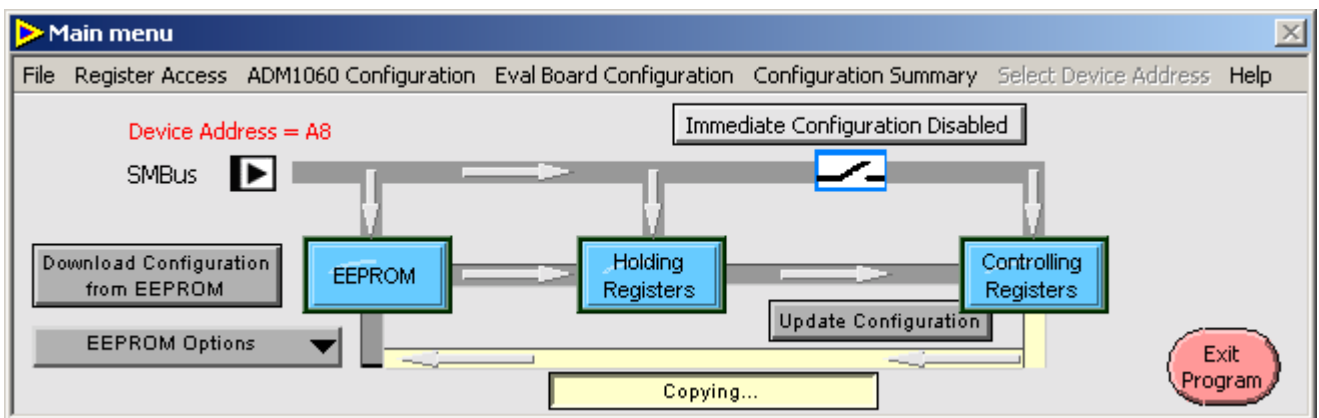 Main menu
File Register Access ADM1060 Configuration Eval Board Configuration Configuration Summary Select Device Address Help
Device Address = A8
Immediate Configuration Disabled
SMBus
Download Configuration
from EEPROM
EEPROM
Holding
Registers
Controlling
Registers
Update Configuration
EEPROM Options
Copying...
Exit
Program